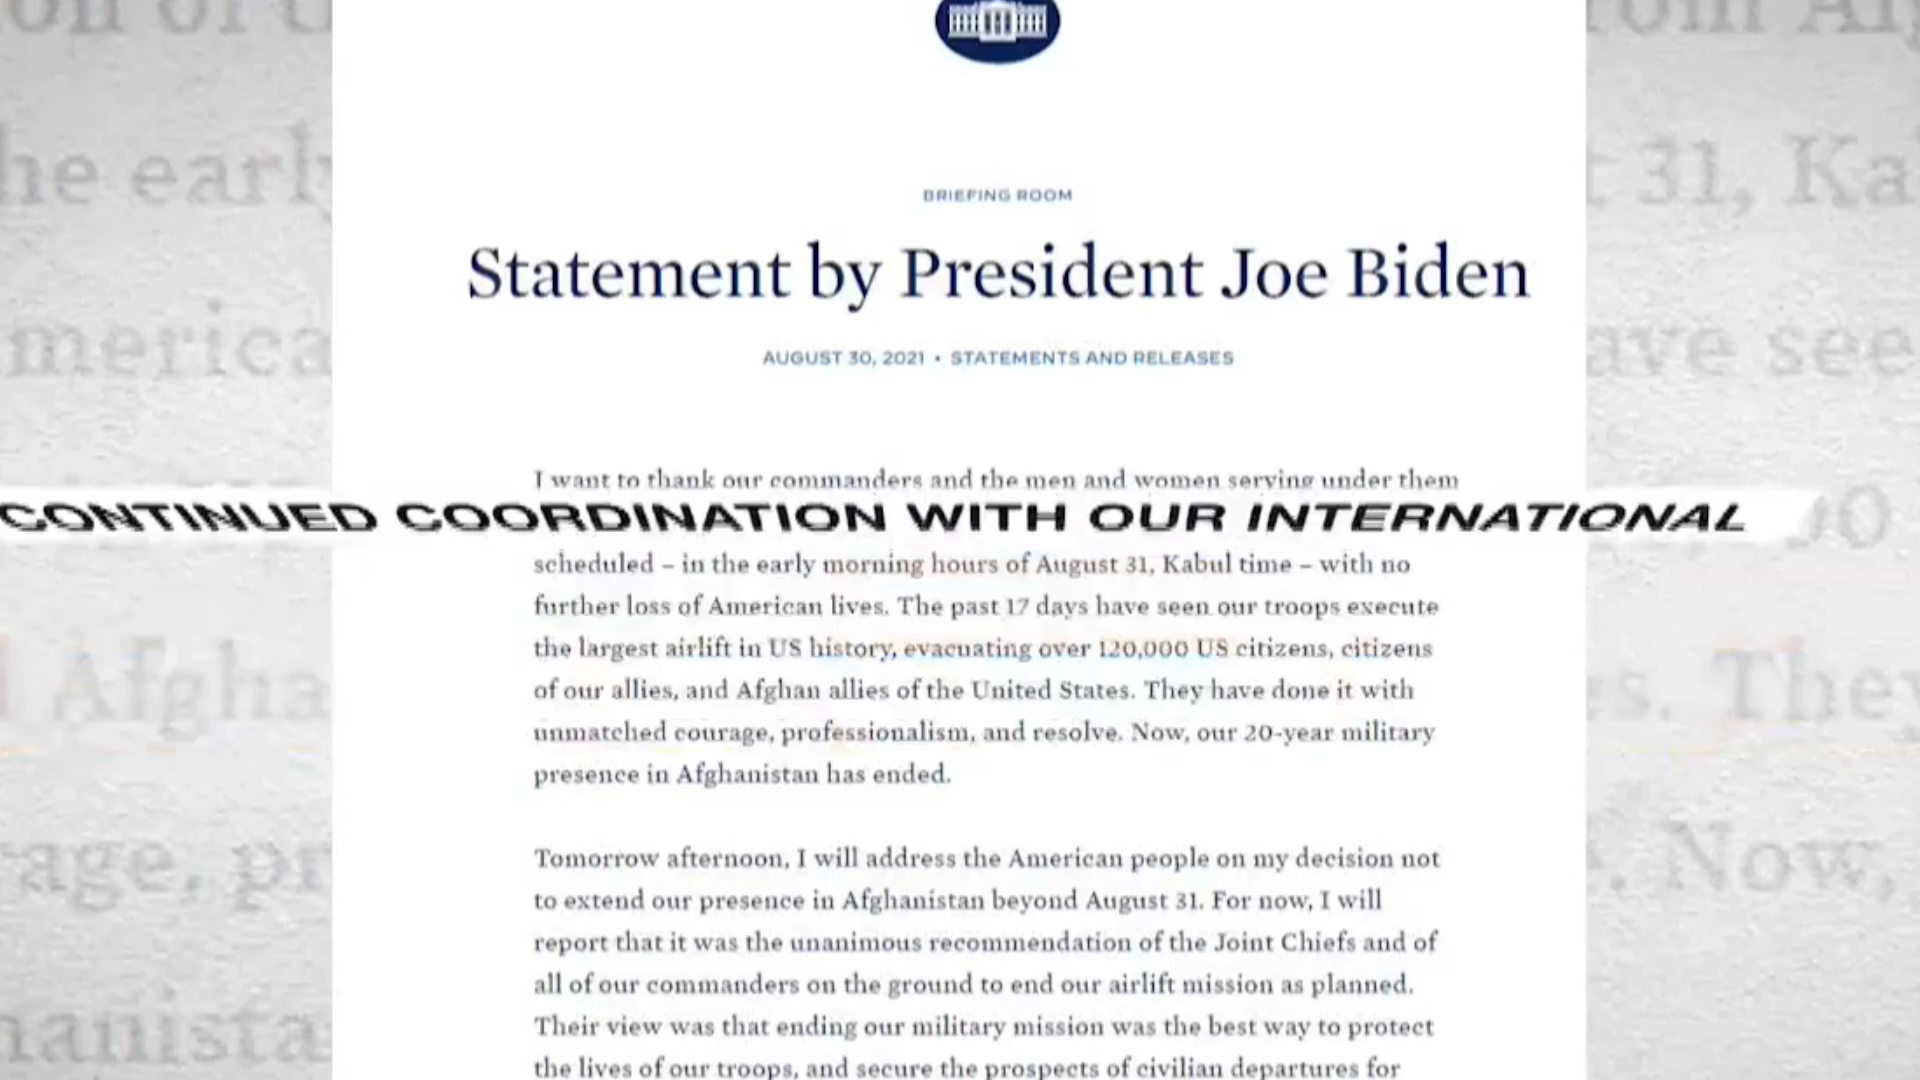 BRIEFING ROOM
Statement by President Joe Biden
AUGUST 30, 2021 • STATEMENTS AND RELEASES
I want to thank our commanders and the men and women serving under them
CONTINUED COORDINATION WITH OUR INTERNATIONAL
scheduled – in the early morning hours of August 31, Kabul time – with no
further loss of American lives. The past 17 days have seen our troops execute
the largest airlift in US history, evacuating over 120,000 US citizens, citizens
of our allies, and Afghan allies of the United States. They have done it with
unmatched courage, professionalism, and resolve. Now, our 20-year military
presence in Afghanistan has ended.
Tomorrow afternoon, I will address the American people on my decision not
to extend our presence in Afghanistan beyond August 31. For now, I will
report that it was the unanimous recommendation of the Joint Chiefs and of
all of our commanders on the ground to end our airlift mission as planned.
Their view was that ending our military mission was the best way to protect
the lives of our troops, and secure the prospects of civilian departures for